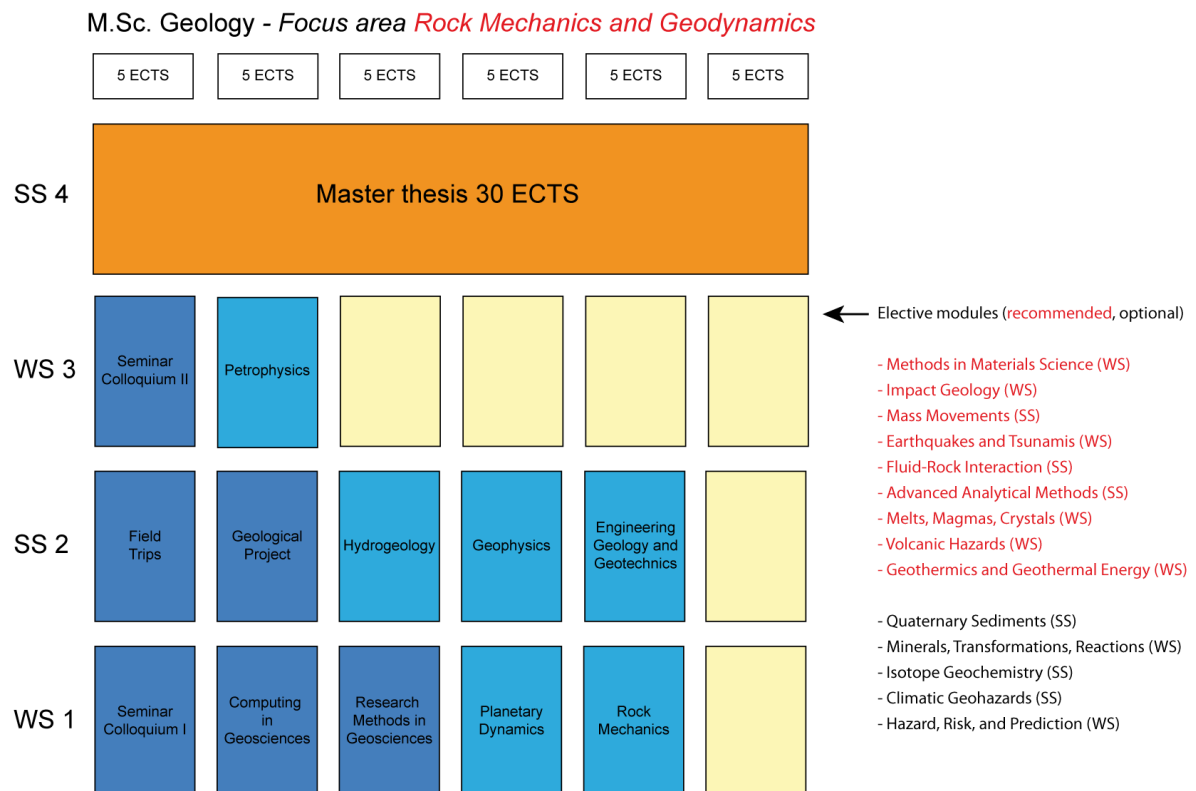 M.Sc. Geology - Focus area Rock Mechanics and Geodynamics
5 ECTS
5 ECTS
5 ECTS
5 ECTS
5 ECTS
5 ECTS
SS 4
Master thesis 30 ECTS
WS 3
Seminar
Colloquium II
Petrophysics
SS 2
Field
Trips
Geological
Project
Hydrogeology
Geophysics
Engineering
Geology and
Geotechnics
WS 1
Seminar
Colloquium I
Computing
in
Geosciences
Research
Methods in
Geosciences
Planetary
Dynamics
Rock
Mechanics
Elective modules (recommended, optional)
- Methods in Materials Science (WS)
- Impact Geology (WS)
- Mass Movements (SS)
- Earthquakes and Tsunamis (WS)
- Fluid-Rock Interaction (SS)
- Advanced Analytical Methods (SS)
- Melts, Magmas, Crystals (WS)
- Volcanic Hazards (WS)
- Geothermics and Geothermal Energy (WS)
- Quaternary Sediments (SS)
- Minerals, Transformations, Reactions (WS)
- Isotope Geochemistry (SS)
- Climatic Geohazards (SS)
- Hazard, Risk, and Prediction (WS)